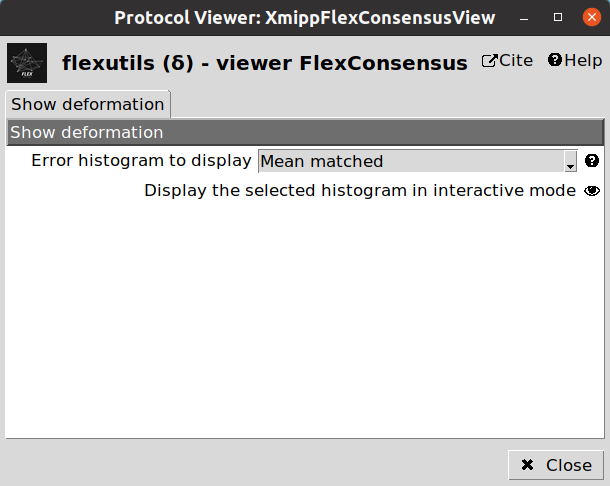 Protocol Viewer: XmippFlexConsensusView
FLEX
flexutils (δ) - viewer FlexConsensus
Cite
Help
Show deformation
Show deformation
Error histogram to display
Mean matched
Display the selected histogram in interactive mode
Close